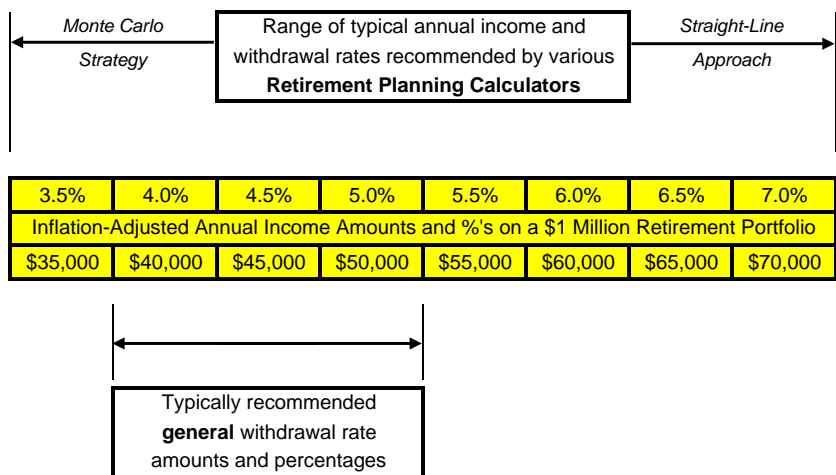 Monte Carlo
Strategy
Range of typical annual income and
withdrawal rates recommended by various
Retirement Planning Calculators
Straight-Line
Approach
3.5% 4.0% 4.5% 5.0% 5.5% 6.0% 6.5% 7.0%
Inflation-Adjusted Annual Income Amounts and %'s on a $1 Million Retirement Portfolio
$35,000 $40,000 $45,000 $50,000 $55,000 $60,000 $65,000 $70,000
Typically recommended
general withdrawal rate
amounts and percentages